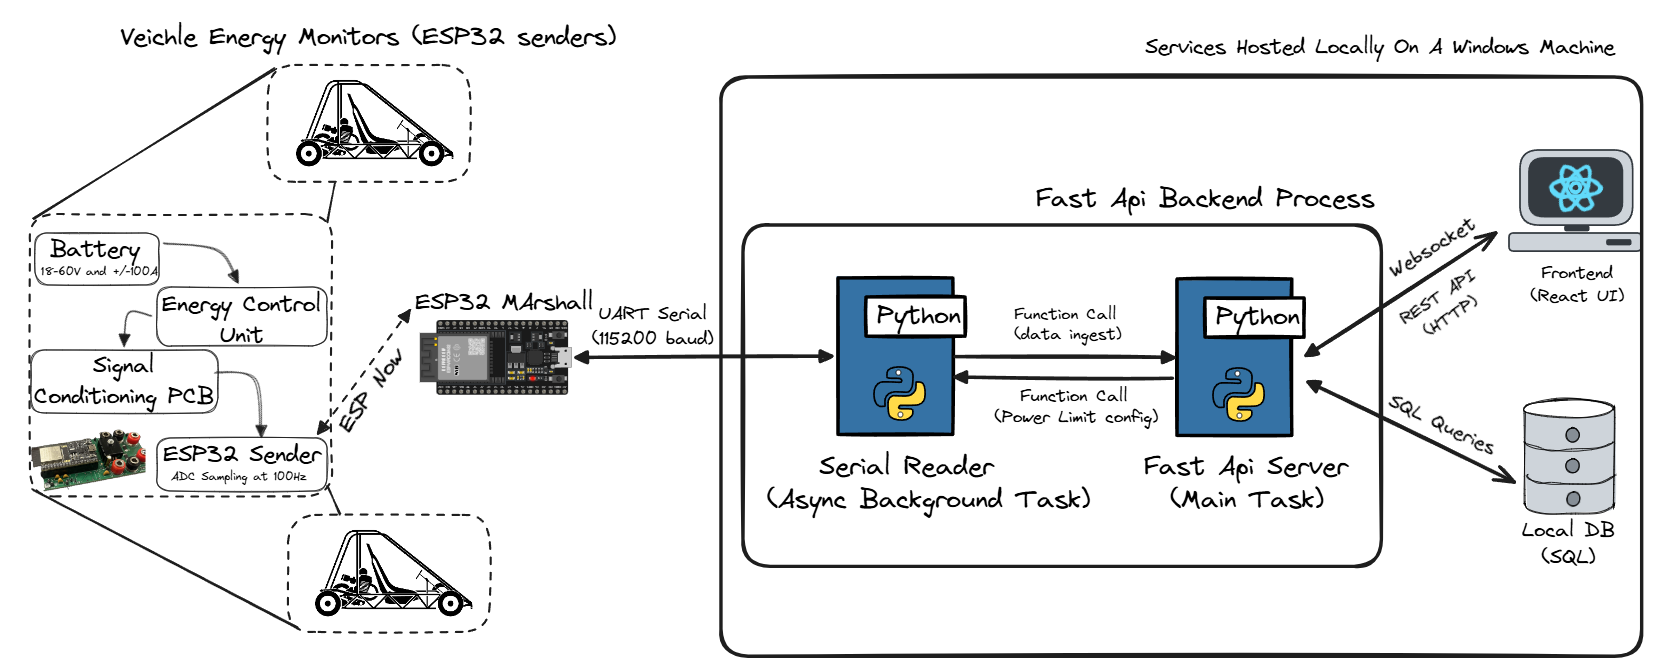 Veichle Energy Monitors (ESP32 senders)
Services Hosted Locally On A Windows Machine
Battery
18-60V and +/-100A
Energy Control
Unit
Signal
Conditioning PCB
ESP32 Sender
ADC Sampling at 100Hz
ESP Now
ESP32 MArshall
UART Serial
(115200 baud)
Fast Api Backend Process
Python
Serial Reader
(Async Background Task)
Function Call
(data ingest)
Function Call
(Power Limit config)
Python
Fast Api Server
(Main Task)
Websocket
REST API
(HTTP)
Frontend
(React UI)
SQL Queries
Local DB
(SQL)